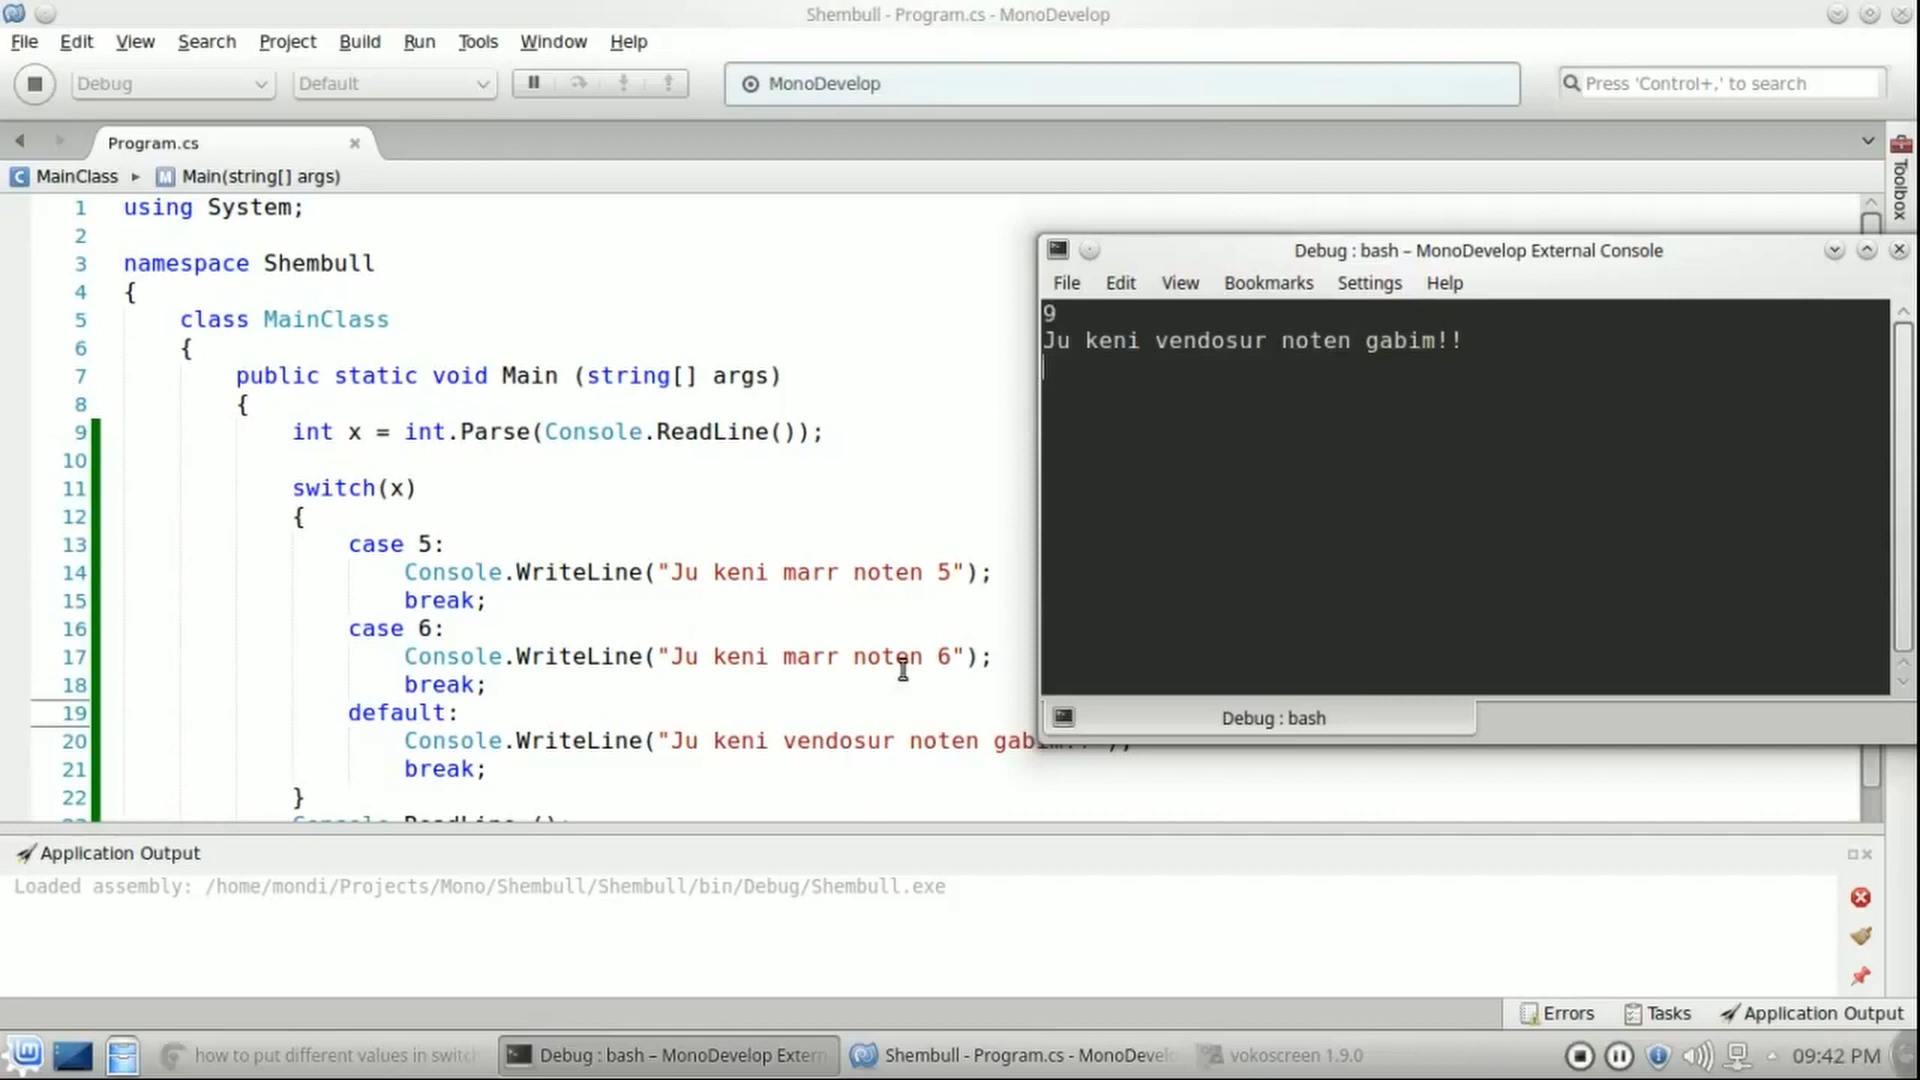 Shembull - Program.cs - MonoDevelop
File Edit View Search Project Build Run Tools Window Help
Debug Default MonoDevelop Press 'Control+,' to search
Program.cs
MainClass Main(string[] args)
Toolbox
1 using System;
2
3 namespace Shembull
4 {
5 class MainClass
6 {
7 public static void Main (string[] args)
8 {
9 int x = int.Parse(Console.ReadLine());
10
11 switch(x)
12 {
13 case 5:
14 Console.WriteLine("Ju keni marr noten 5");
15 break;
16 case 6:
17 Console.WriteLine("Ju keni marr noten 6");
18 break;
19 default:
20 Console.WriteLine("Ju keni vendosur noten
21 break;
22 }
Debug : bash – MonoDevelop External Console
File Edit View Bookmarks Settings Help
9
Ju keni vendosur noten gabim!!
Debug : bash
Application Output
Loaded assembly: /home/mondi/Projects/Mono/Shembull/Shembull/bin/Debug/Shembull.exe
Errors Tasks Application Output
how to put different values in switc Debug : bash – MonoDevelop Extern Shembull - Program.cs - MonoDevelo vokoscreen 1.9.0 09:42 PM